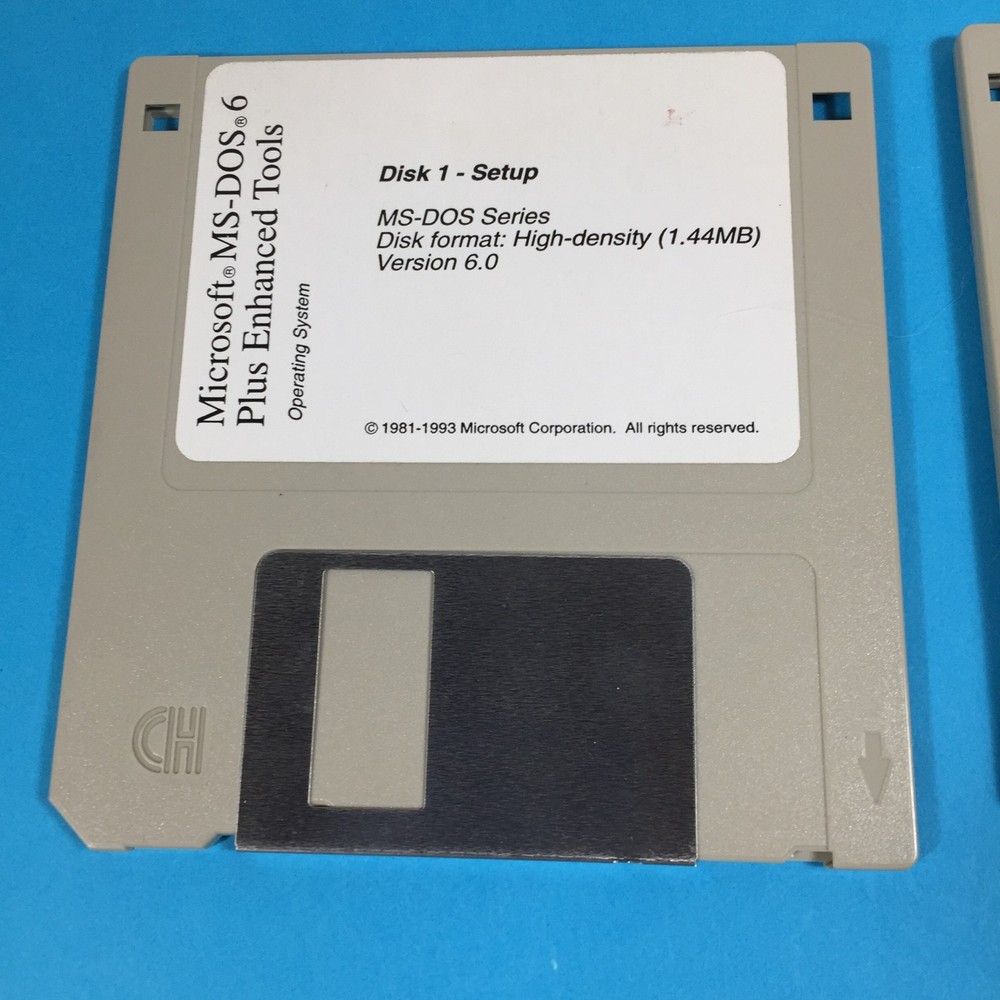 Microsoft® MS-DOS® 6
Plus Enhanced Tools
Operating System
Disk 1 - Setup
MS-DOS Series
Disk format: High-density (1.44MB)
Version 6.0
© 1981-1993 Microsoft Corporation. All rights reserved.
CH